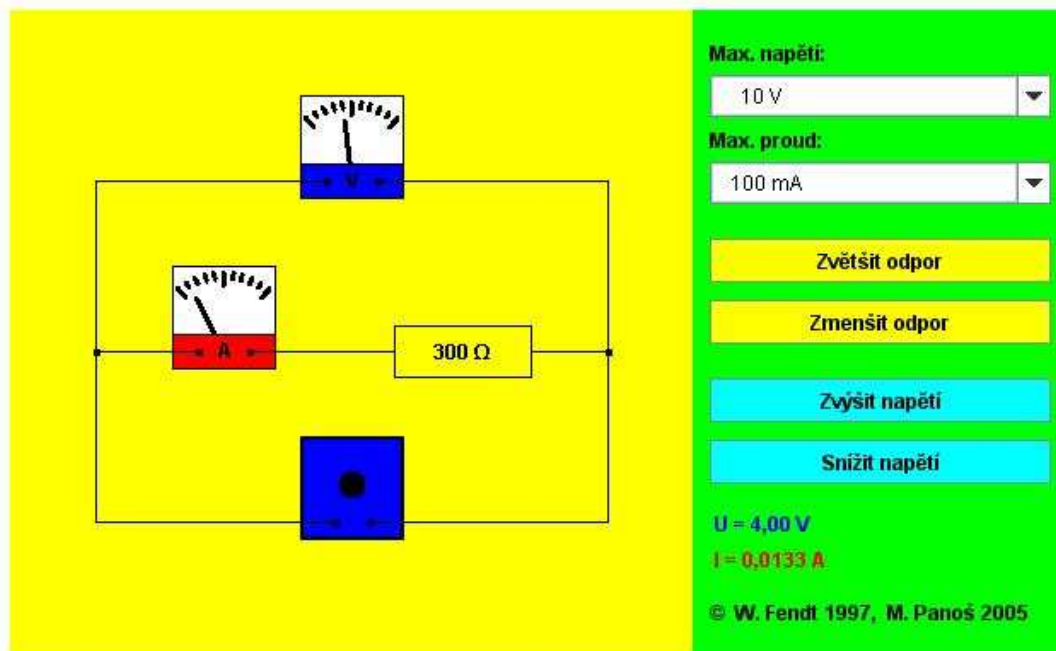 V
A
300 Ω
Max. napětí:
10 V
Max. proud:
100 mA
Zvětšit odpor
Zmenšit odpor
Zvýšit napětí
Snížit napětí
U = 4,00 V
I = 0,0133 A
© W. Fendt 1997, M. Panoš 2005